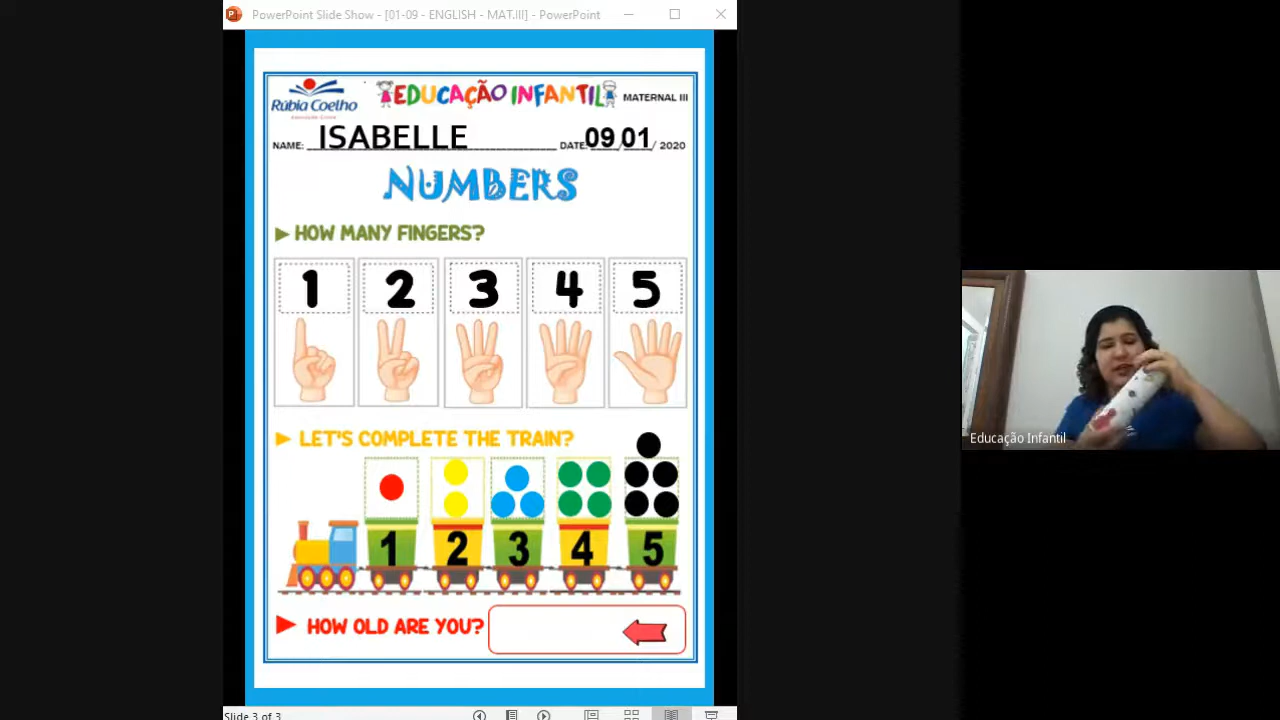 PowerPoint Slide Show - [01-09 - ENGLISH - MAT.III] - PowerPoint
Rúbia Coelho
EDUCAÇÃO INFANTIL MATERNAL III
NAME: ISABELLE DATE: 09/01/ 2020
NUMBERS
HOW MANY FINGERS?
1 2 3 4 5
LET'S COMPLETE THE TRAIN?
1 2 3 4 5
HOW OLD ARE YOU?
Slide 3 of 3
Educação Infantil